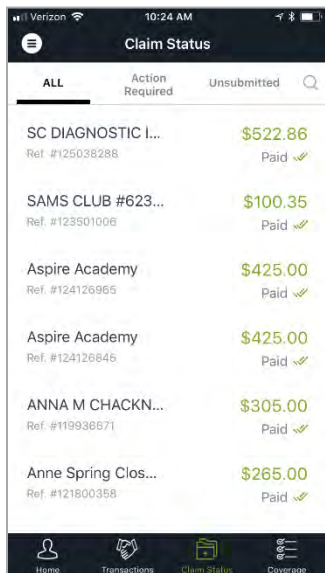 Verizon 10:24 AM
Claim Status
ALL Action Required Unsubmitted
SC DIAGNOSTIC I... $522.86
Ref. #125038288 Paid
SAMS CLUB #623... $100.35
Ref. #123501006 Paid
Aspire Academy $425.00
Ref. #124126965 Paid
Aspire Academy $425.00
Ref. #124126846 Paid
ANNA M CHACKN... $305.00
Ref. #119936671 Paid
Anne Spring Clos... $265.00
Ref. #121800358 Paid
Home Transactions Claim Status Coverage